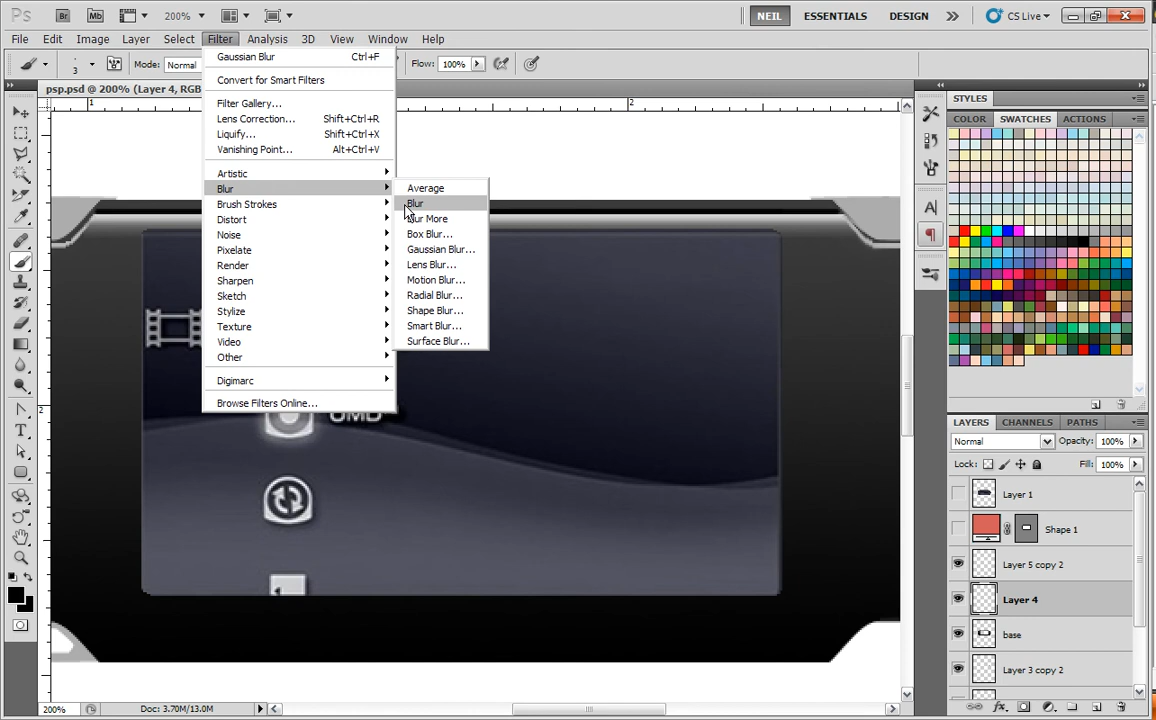 Ps Br Mb 200% NEIL ESSENTIALS DESIGN CS Live
File Edit Image Layer Select Filter Analysis 3D View Window Help
3 Mode: Normal Flow: 100%
psp.psd @ 200% (Layer 4, RGB
1 2
Gaussian Blur Ctrl+F
Convert for Smart Filters
Filter Gallery...
Lens Correction... Shift+Ctrl+R
Liquify... Shift+Ctrl+X
Vanishing Point... Alt+Ctrl+V
Artistic
Blur
Brush Strokes
Distort
Noise
Pixelate
Render
Sharpen
Sketch
Stylize
Texture
Video
Other
Digimarc
Browse Filters Online...
Average
Blur
Blur More
Box Blur...
Gaussian Blur...
Lens Blur...
Motion Blur...
Radial Blur...
Shape Blur...
Smart Blur...
Surface Blur...
2
UMD
STYLES
COLOR SWATCHES ACTIONS
LAYERS CHANNELS PATHS
Normal Opacity: 100%
Lock: Fill: 100%
Layer 1
Shape 1
Layer 5 copy 2
Layer 4
base
Layer 3 copy 2
200% Doc: 3.70M/13.0M